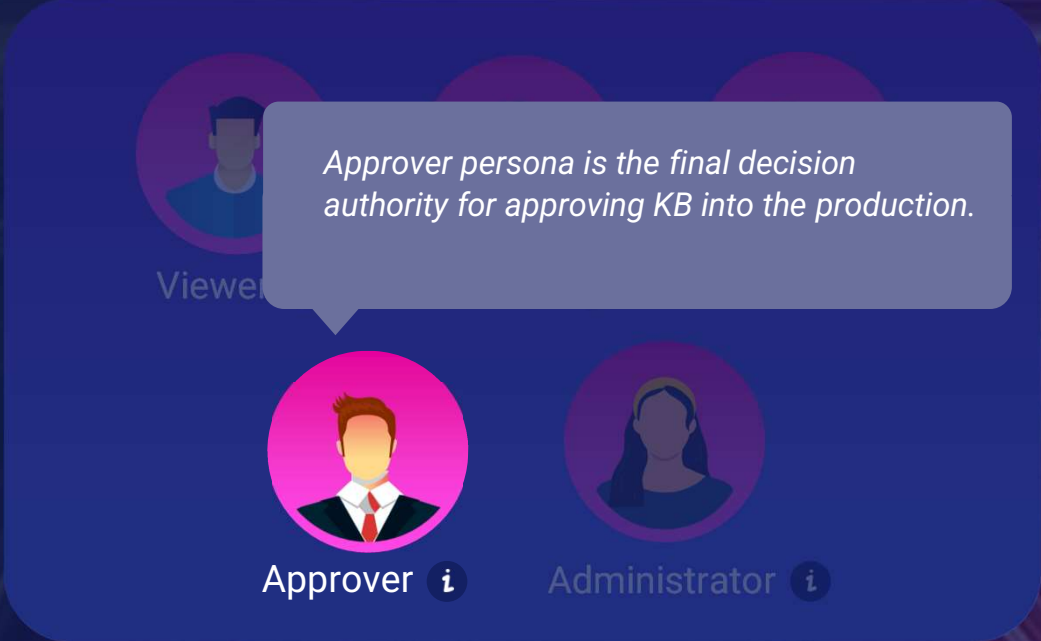 Approver persona is the final decision
authority for approving KB into the production.
Viewer
Approver i
Administrator i